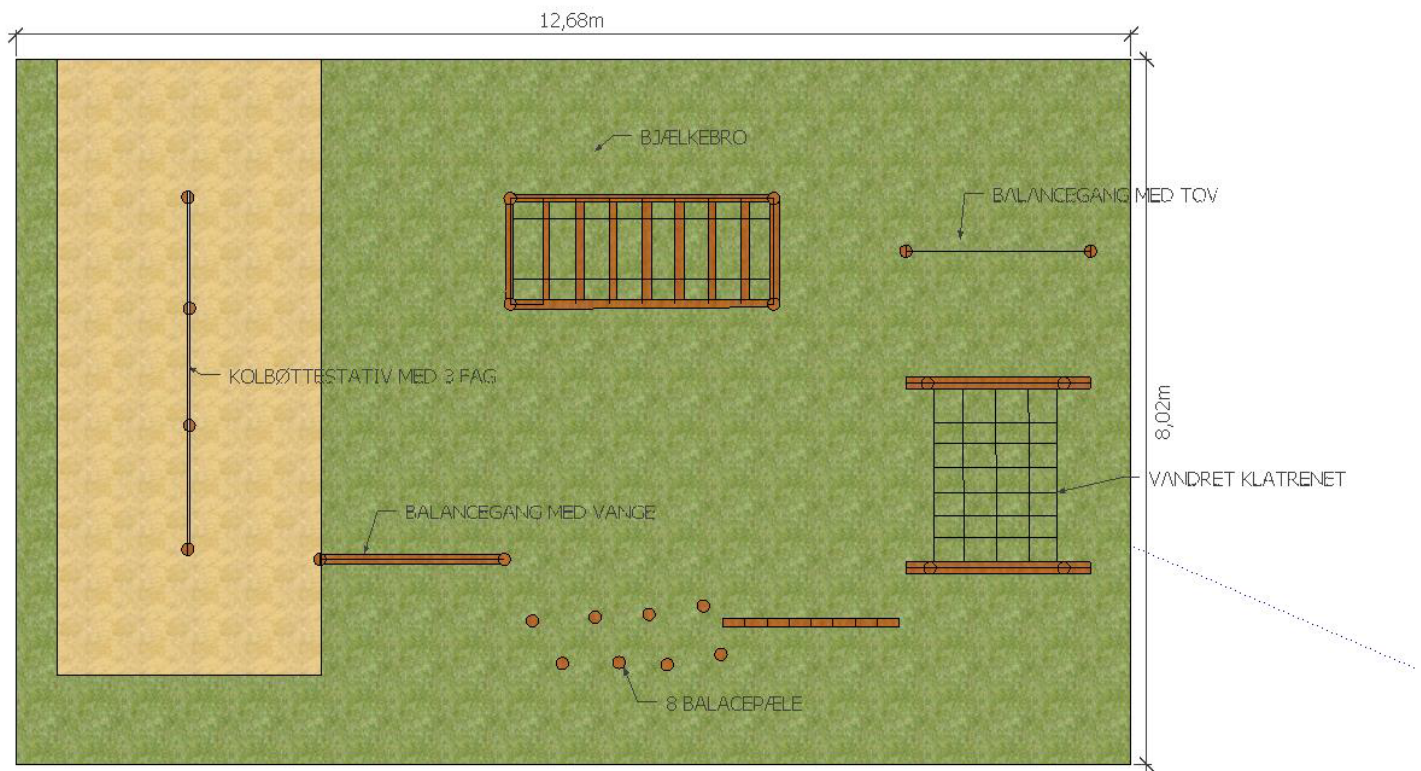 12,68m
BJÆLKEBRO
BALANCEGANG MED TOV
KOLBØTTESTATIV MED 3 FAG
8,02m
VANDRET KLATRENET
BALANCEGANG MED VANGE
8 BALACEPÆLE